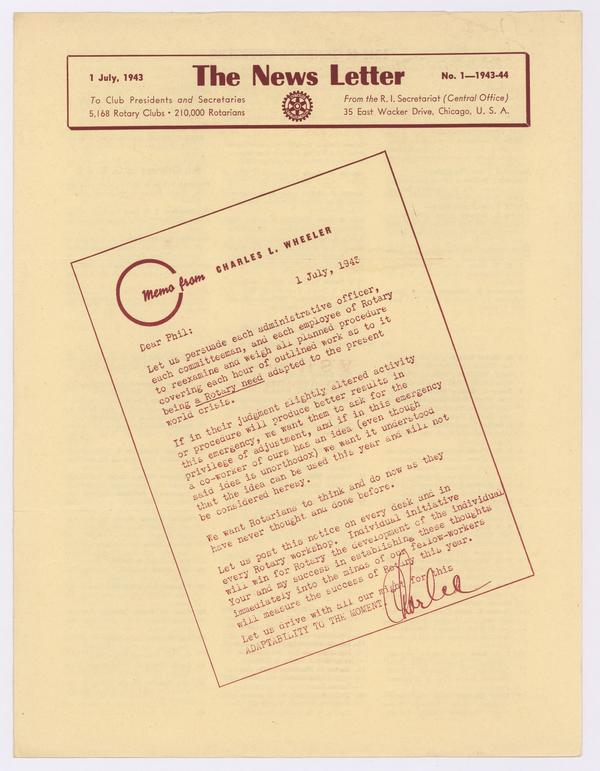 1 July, 1943
The News Letter
No. 1—1943-44
To Club Presidents and Secretaries
5,168 Rotary Clubs • 210,000 Rotarians
From the R. I. Secretariat (Central Office)
35 East Wacker Drive, Chicago, U. S. A.
Memo from CHARLES L. WHEELER
1 July, 1943
Dear Phil:
Let us persuade each administrative officer,
each committeeman, and each employee of Rotary
to reexamine and weigh all planned procedure
covering each hour of outlined work as to it
being a Rotary need adapted to the present
world crisis.
If in their judgment slightly altered activity
or procedure will produce better results in
this emergency, we want them to ask for the
privilege of adjustment, and if in this emergency
a co-worker of ours has an idea (even though
said idea is unorthodox) we want it understood
that the idea can be used this year and will not
be considered heresy.
We want Rotarians to think and do now as they
have never thought and done before.
Let us post this notice on every desk and in
every Rotary workshop. Individual initiative
will win for Rotary the development of the individual
Your and my success in establishing these thoughts
immediately into the minds of our fellow-workers
will measure the success of Rotary this year.
Let us drive with all our might for this
ADAPTABILITY TO THE MOMENT.
Charlee